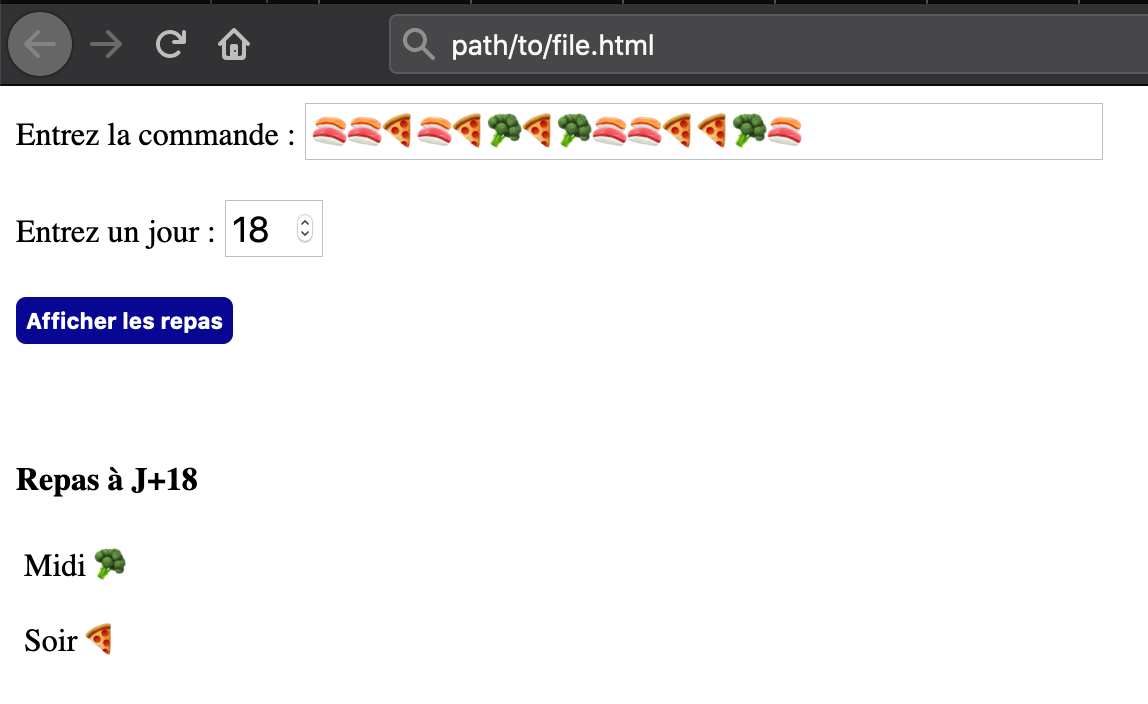 path/to/file.html
Entrez la commande : 🍣🍣🍕🍣🍕🥦🍕🥦🍣🍣🍕🍕🥦🍣
Entrez un jour : 18
Afficher les repas
Repas à J+18
Midi 🥦
Soir 🍕